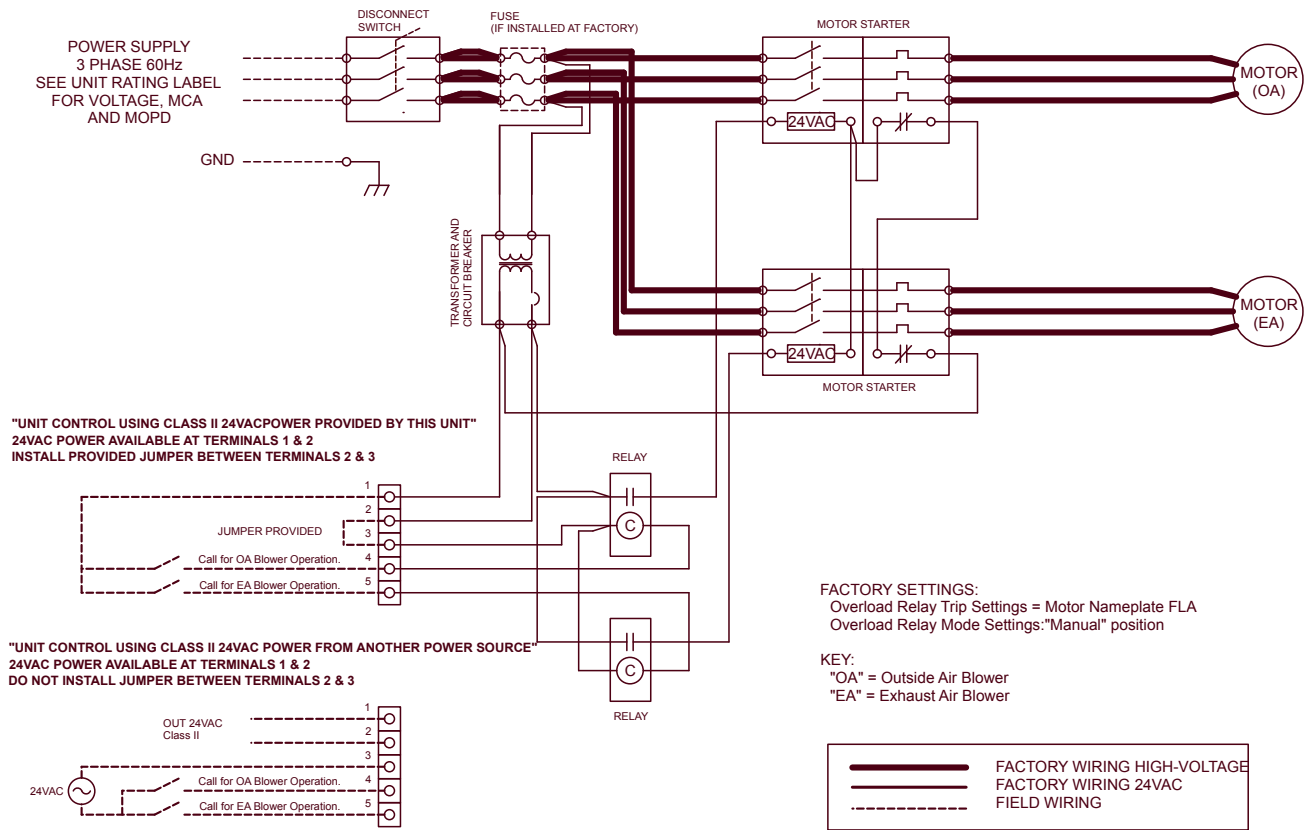 DISCONNECT
SWITCH
FUSE
(IF INSTALLED AT FACTORY)
MOTOR STARTER
POWER SUPPLY
3 PHASE 60Hz
SEE UNIT RATING LABEL
FOR VOLTAGE, MCA
AND MOPD
MOTOR
(OA)
24VAC
GND
TRANSFORMER AND
CIRCUIT BREAKER
MOTOR
(EA)
24VAC
MOTOR STARTER
"UNIT CONTROL USING CLASS II 24VACPOWER PROVIDED BY THIS UNIT"
24VAC POWER AVAILABLE AT TERMINALS 1 & 2
INSTALL PROVIDED JUMPER BETWEEN TERMINALS 2 & 3
RELAY
1
2
JUMPER PROVIDED
3
C
Call for OA Blower Operation.
4
Call for EA Blower Operation.
5
FACTORY SETTINGS:
Overload Relay Trip Settings = Motor Nameplate FLA
Overload Relay Mode Settings:"Manual" position
"UNIT CONTROL USING CLASS II 24VAC POWER FROM ANOTHER POWER SOURCE"
24VAC POWER AVAILABLE AT TERMINALS 1 & 2
DO NOT INSTALL JUMPER BETWEEN TERMINALS 2 & 3
C
RELAY
KEY:
"OA" = Outside Air Blower
"EA" = Exhaust Air Blower
1
OUT 24VAC
Class II
2
3
24VAC
Call for OA Blower Operation.
4
Call for EA Blower Operation.
5
FACTORY WIRING HIGH-VOLTAGE
FACTORY WIRING 24VAC
FIELD WIRING